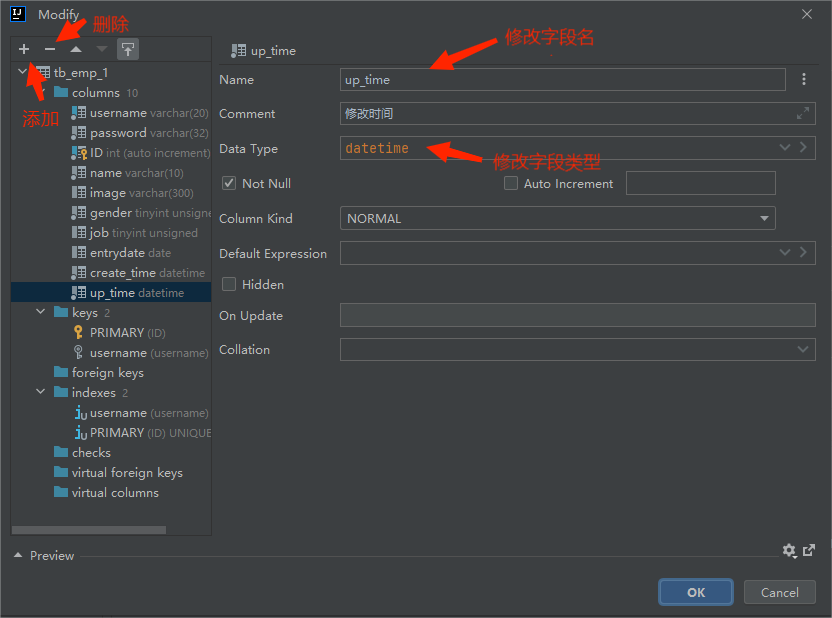 IJ Modify
删除
添加
tb_emp_1
columns 10
username varchar(20)
password varchar(32)
ID int (auto increment)
name varchar(10)
image varchar(300)
gender tinyint unsigne
job tinyint unsigned
entrydate date
create_time datetime
up_time datetime
keys 2
PRIMARY (ID)
username (username)
foreign keys
indexes 2
username (username)
PRIMARY (ID) UNIQUE
checks
virtual foreign keys
virtual columns
up_time
修改字段名
Name up_time
Comment 修改时间
Data Type datetime
修改字段类型
Not Null Auto Increment
Column Kind NORMAL
Default Expression
Hidden
On Update
Collation
Preview
OK Cancel